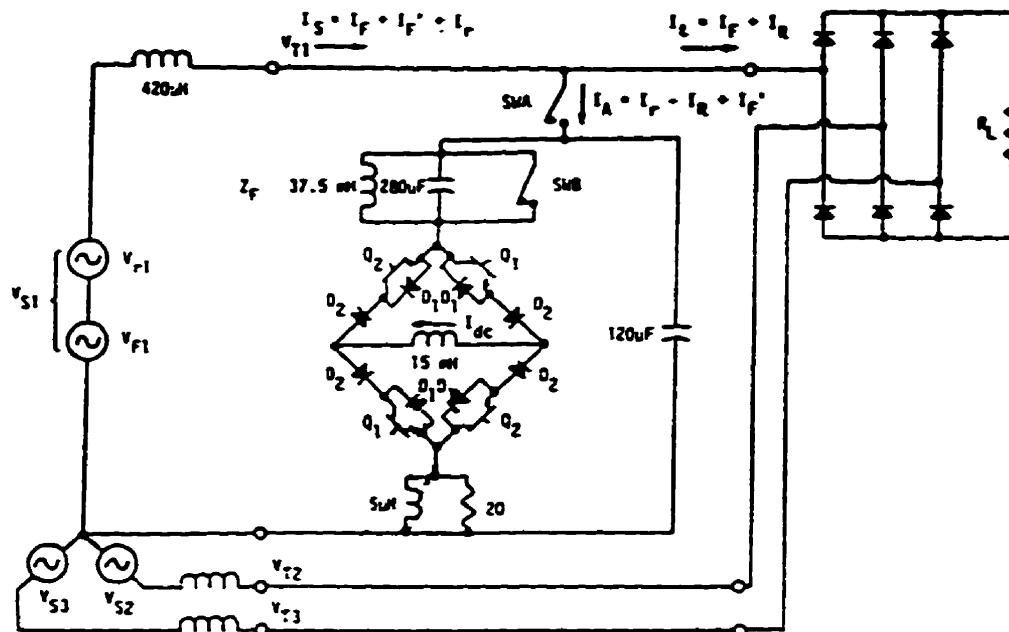 I_S = I_F + I_F' + I_r
I_ℓ = I_F + I_R
V_T1
420uH
SWA
I_A = I_r - I_R + I_F'
R_L
Z_F
37.5 mH
280uF
SWB
Q_2
Q_1
V_r1
V_S1
V_F1
D_2
D_1
D_1
D_2
I_dc
15 mH
120uF
D_2
D_1
D_2
Q_1
Q_2
5uH
20
V_S3
V_S2
V_T2
V_T3